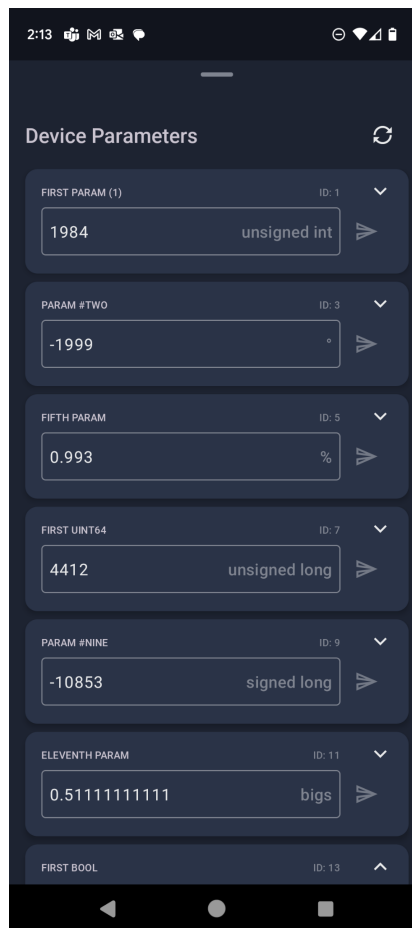 2:13
Device Parameters
FIRST PARAM (1) ID: 1
1984 unsigned int
PARAM #TWO ID: 3
-1999 °
FIFTH PARAM ID: 5
0.993 %
FIRST UINT64 ID: 7
4412 unsigned long
PARAM #NINE ID: 9
-10853 signed long
ELEVENTH PARAM ID: 11
0.51111111111 bigs
FIRST BOOL ID: 13